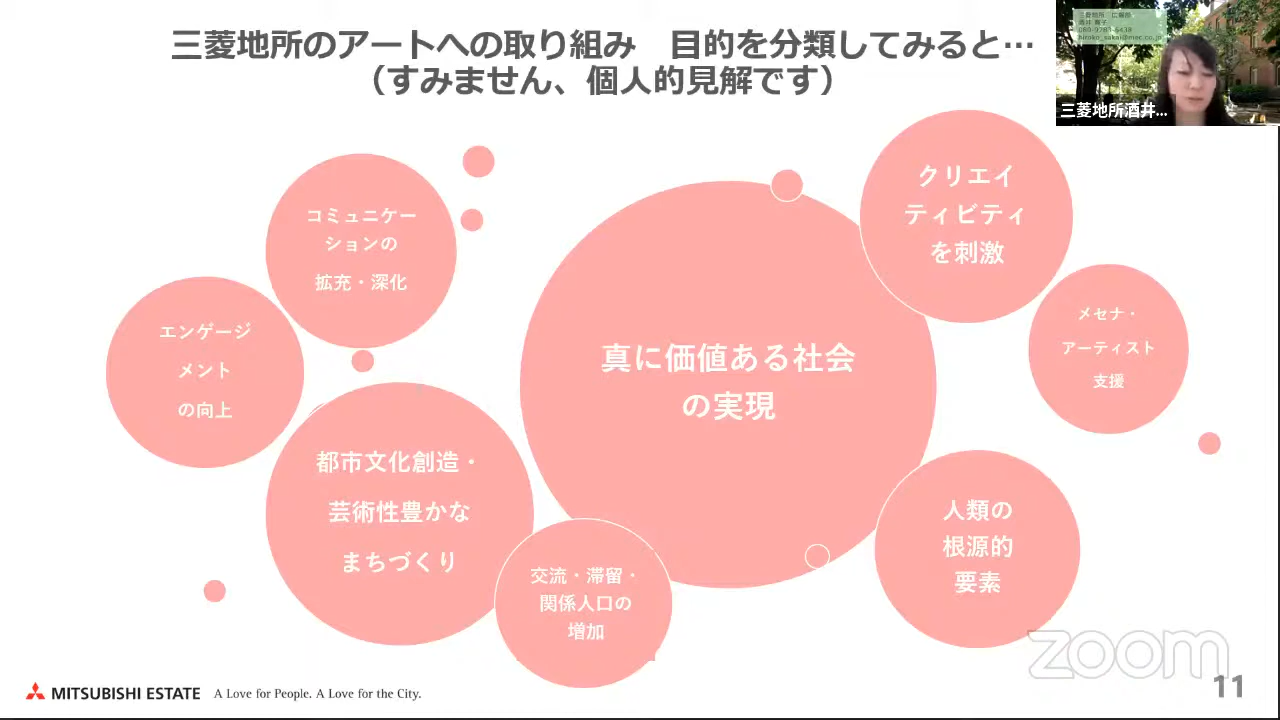 三菱地所のアートへの取り組み　目的を分類してみると…
（すみません、個人的見解です）
三菱地所酒井...
コミュニケー
ションの
拡充・深化
エンゲージ
メント
の向上
都市文化創造・
芸術性豊かな
まちづくり
交流・滞留・
関係人口の
増加
真に価値ある社会
の実現
クリエイ
ティビティ
を刺激
メセナ・
アーティスト
支援
人類の
根源的
要素
zoom
MITSUBISHI ESTATE A Love for People. A Love for the City.
11